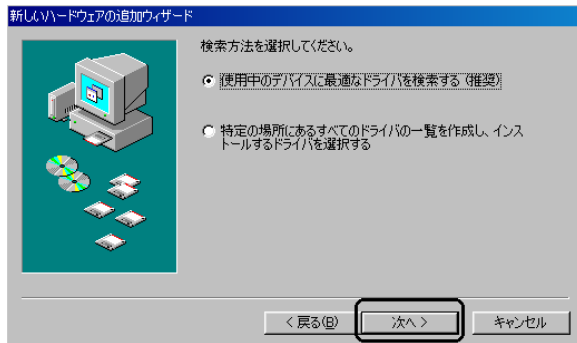 新しいハードウェアの追加ウィザード
検索方法を選択してください。
使用中のデバイスに最適なドライバを検索する（推奨）
特定の場所にあるすべてのドライバの一覧を作成し、インス
トールするドライバを選択する
< 戻る(B)
次へ >
キャンセル